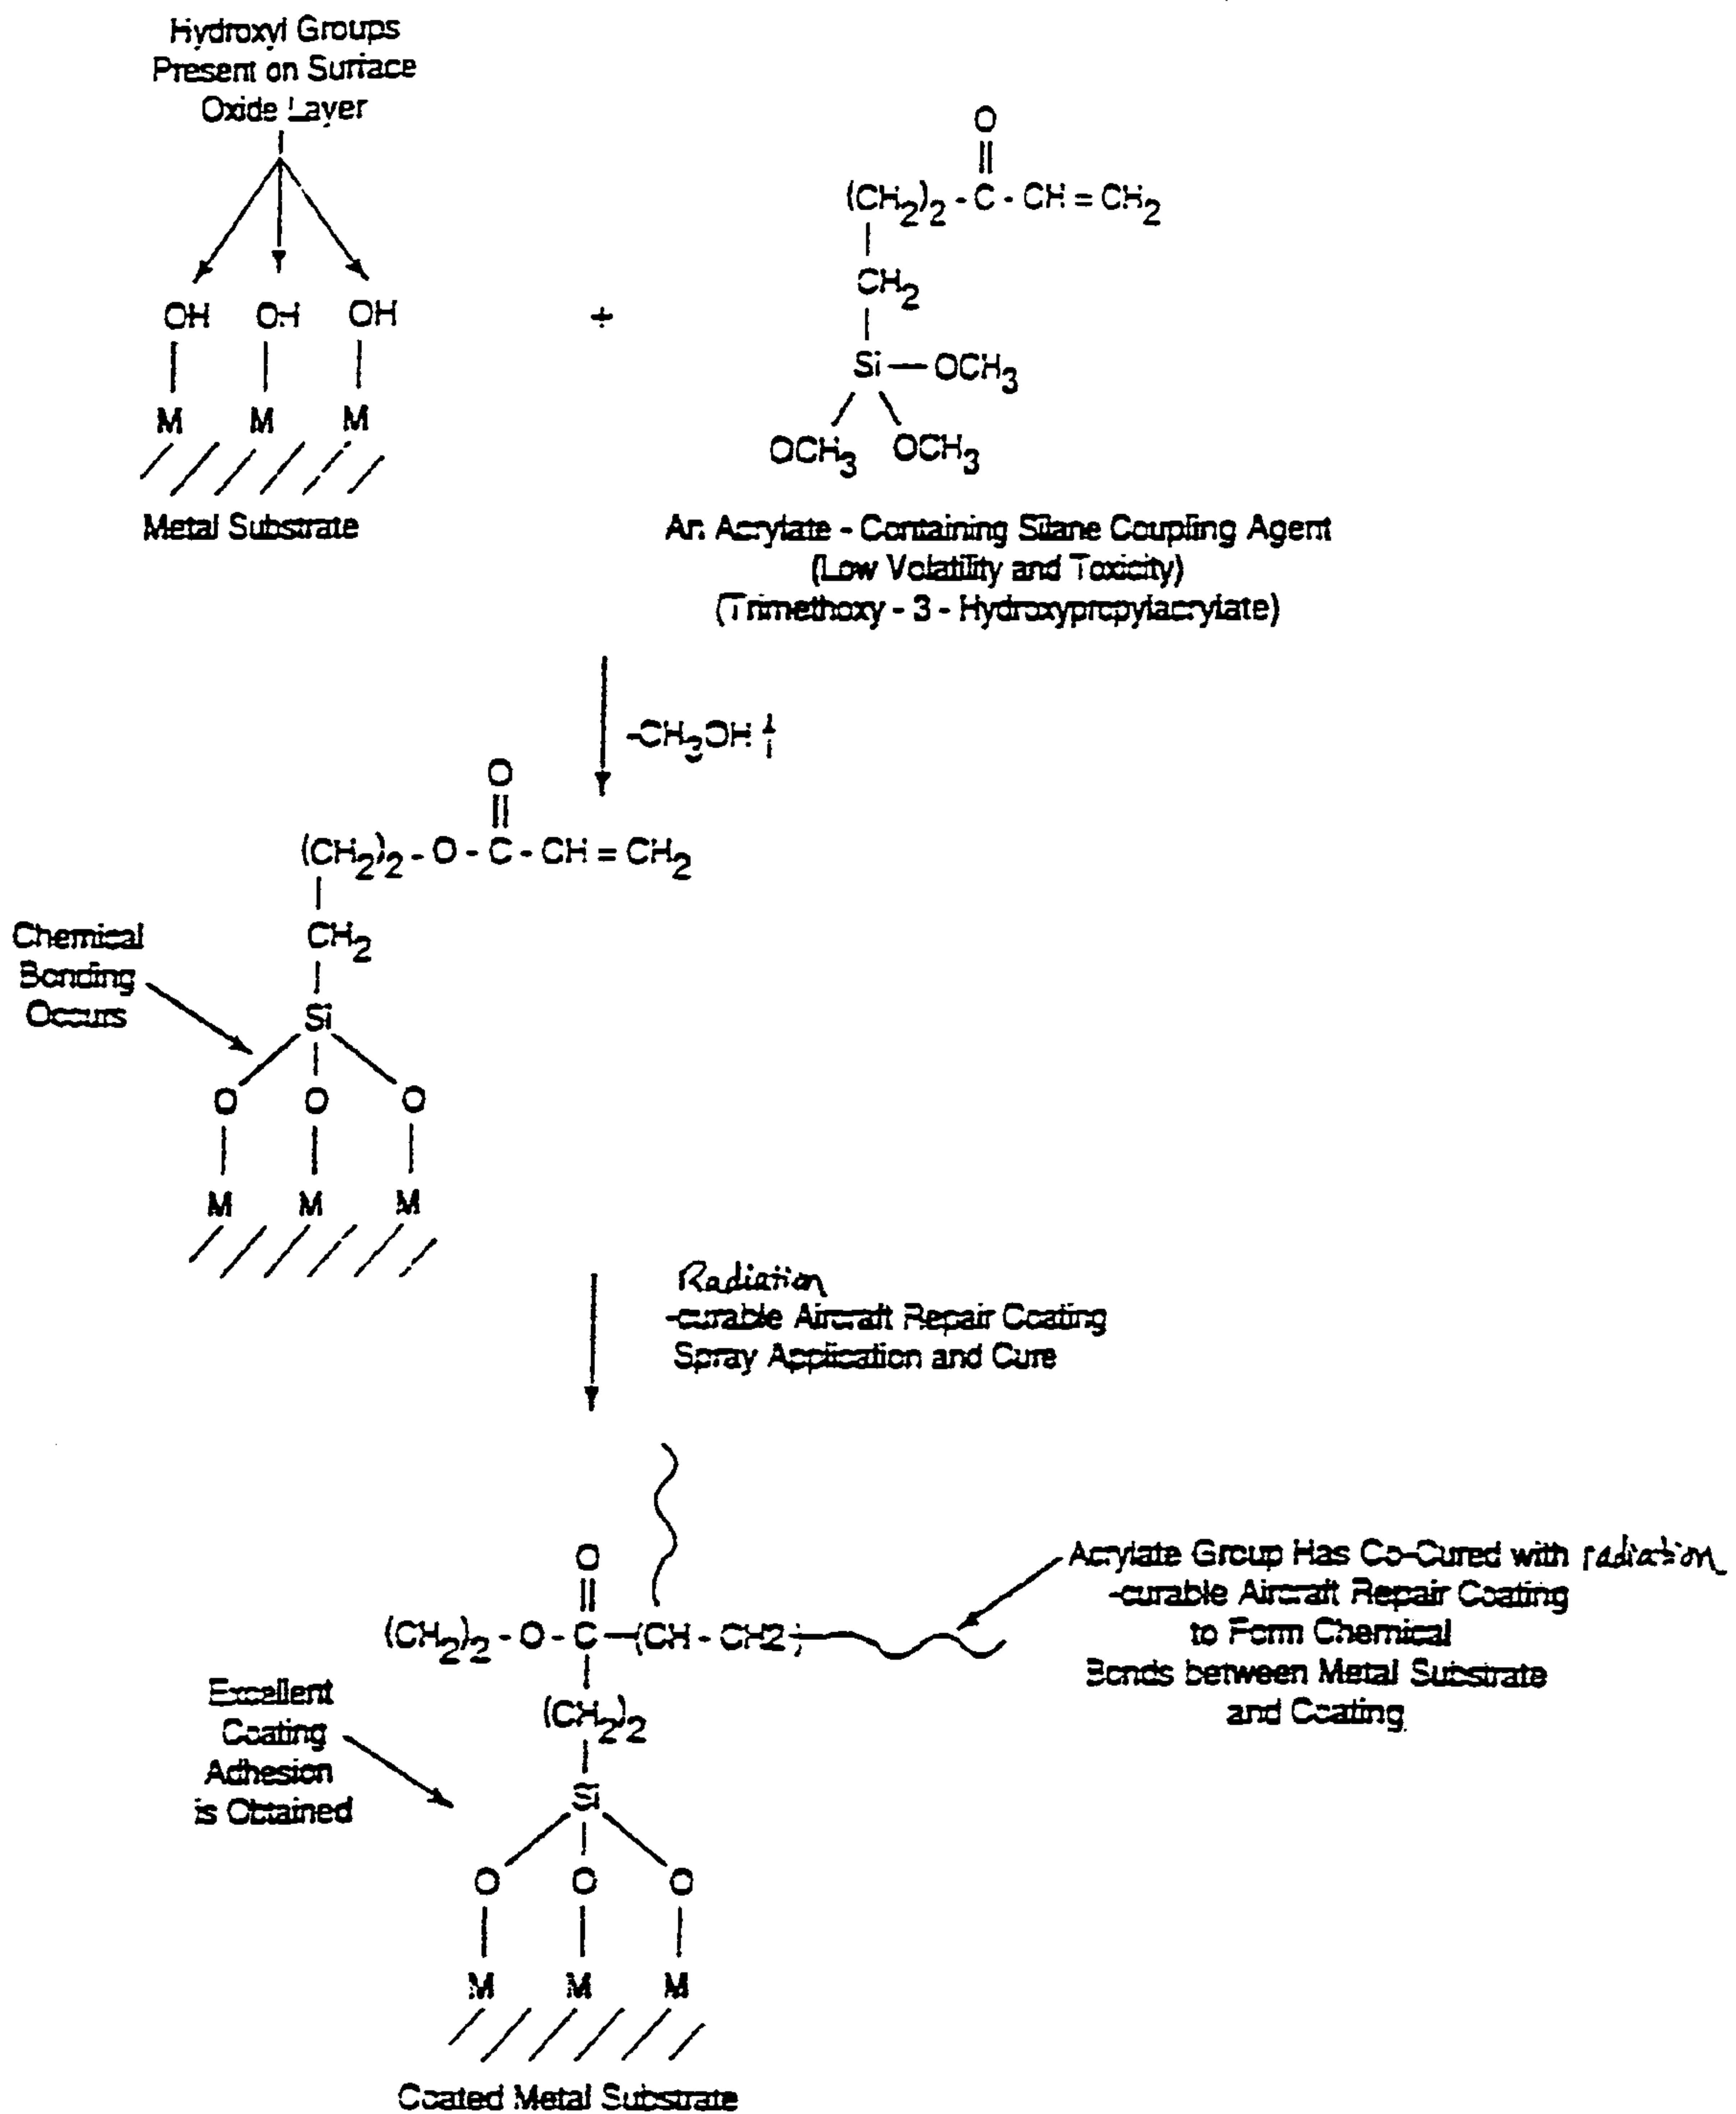 Hydroxyl Groups
Present on Surface
Oxide Layer
O
||
(CH2)2 - C - CH = CH2
CH2
OH OH OH
+
Si — OCH3
M M M
OCH3 OCH3
Metal Substrate
An Acrylate - Containing Silane Coupling Agent
(Low Volatility and Toxicity)
(Trimethoxy - 3 - Hydroxypropylacrylate)
-CH3OH
O
||
(CH2)2 - O - C - CH = CH2
Chemical
Bonding
Occurs
CH2
Si
O O O
M M M
Radiation
-curable Aircraft Repair Coating
Spray Application and Cure
O
||
(CH2)2 - O - C —(CH - CH2)
Acrylate Group Has Co-Cured with radiation
-curable Aircraft Repair Coating
to Form Chemical
Bonds between Metal Substrate
and Coating
Excellent
Coating
Adhesion
is Obtained
(CH2)2
Si
O O O
M M M
Coated Metal Substrate